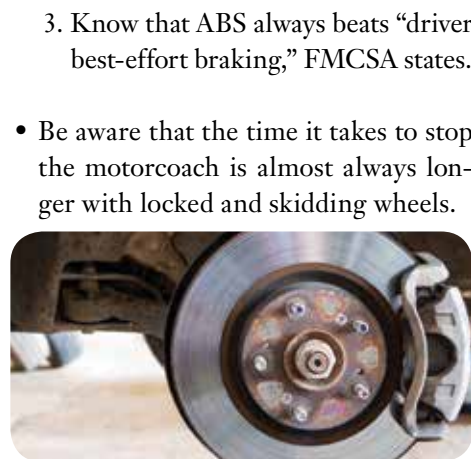 3. Know that ABS always beats “driver
best-effort braking,” FMCSA states.
• Be aware that the time it takes to stop
the motorcoach is almost always lon-
ger with locked and skidding wheels.